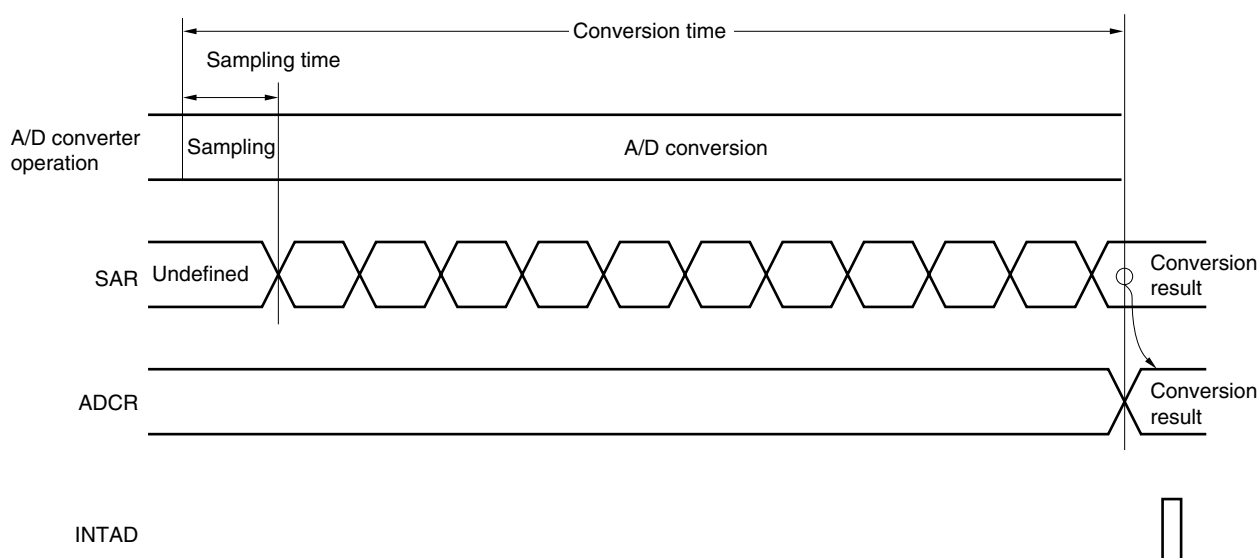 Conversion time
Sampling time
A/D converter
operation
Sampling
A/D conversion
SAR
Undefined
Conversion
result
ADCR
Conversion
result
INTAD